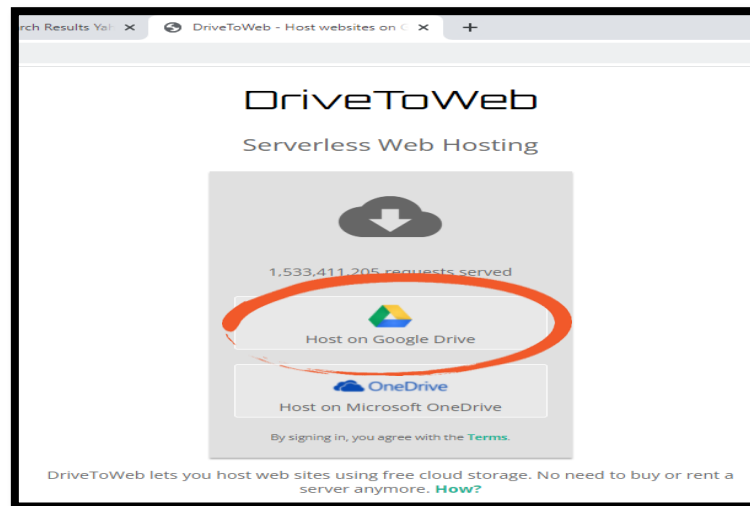 rch Results Yah
DriveToWeb - Host websites on G
DriveToWeb
Serverless Web Hosting
1,533,411,205 requests served
Host on Google Drive
OneDrive
Host on Microsoft OneDrive
By signing in, you agree with the Terms.
DriveToWeb lets you host web sites using free cloud storage. No need to buy or rent a
server anymore. How?